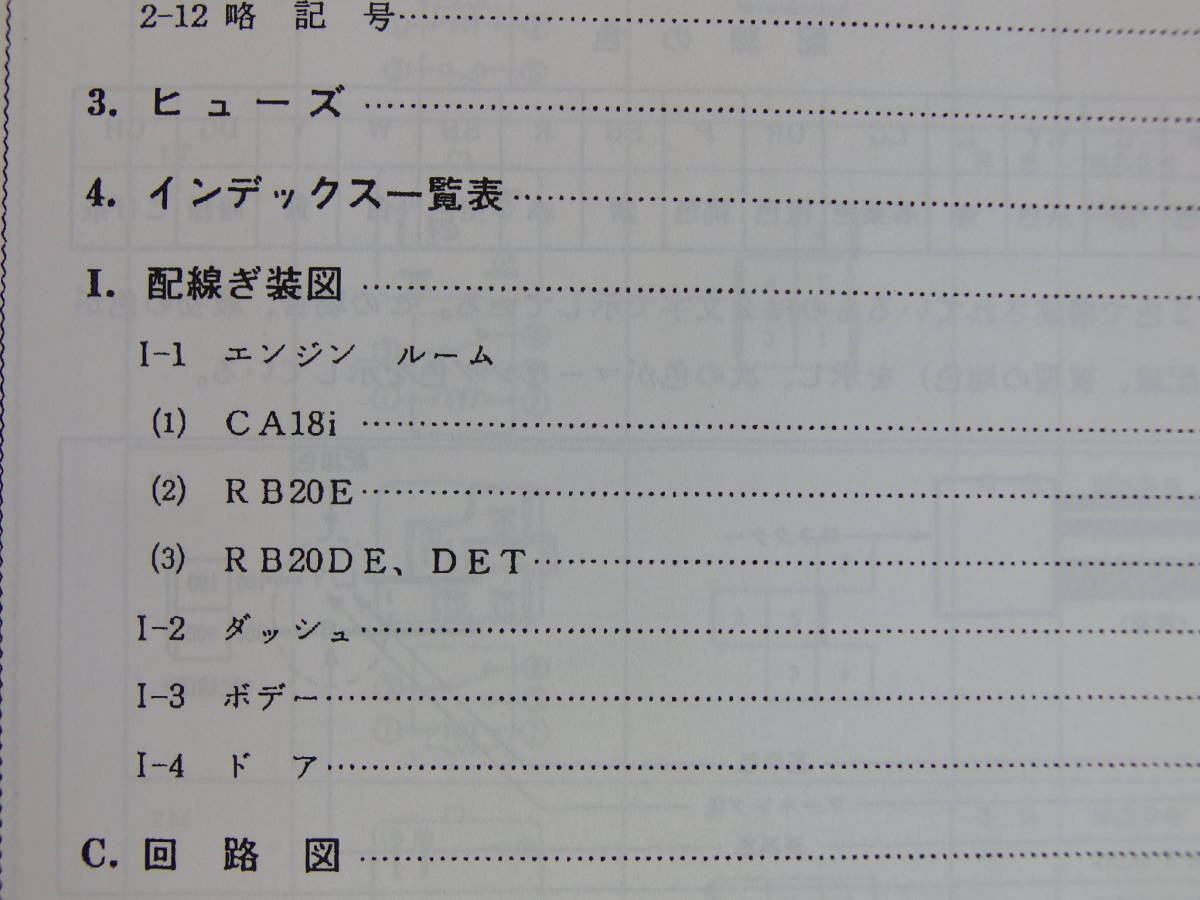 2-12 略 記 号
3. ヒューズ
4. インデックス一覧表
I. 配線ぎ装図
I-1 エンジン ルーム
(1) CA18i
(2) RB20E
(3) RB20DE、DET
I-2 ダッシュ
I-3 ボデー
I-4 ド ア
C. 回 路 図